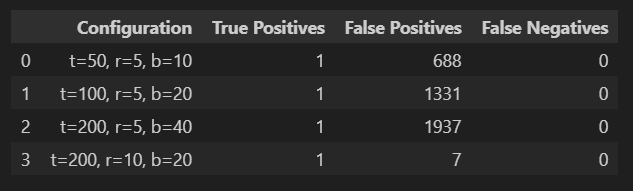 Configuration True Positives False Positives False Negatives
0 t=50, r=5, b=10 1 688 0
1 t=100, r=5, b=20 1 1331 0
2 t=200, r=5, b=40 1 1937 0
3 t=200, r=10, b=20 1 7 0